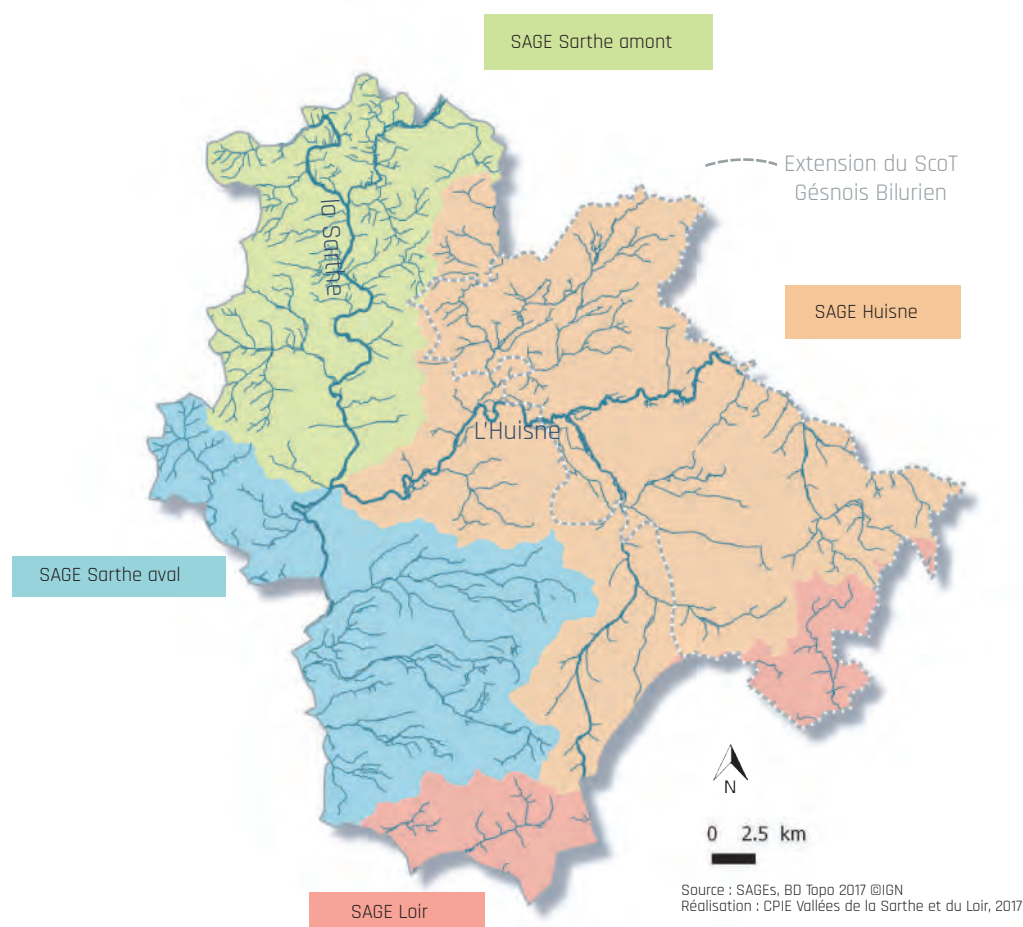 SAGE Sarthe amont
Extension du ScoT
Gésnois Bilurien
la Sarthe
SAGE Huisne
L'Huisne
SAGE Sarthe aval
N
0 2.5 km
SAGE Loir
Source : SAGEs, BD Topo 2017 ©IGN
Réalisation : CPIE Vallées de la Sarthe et du Loir, 2017